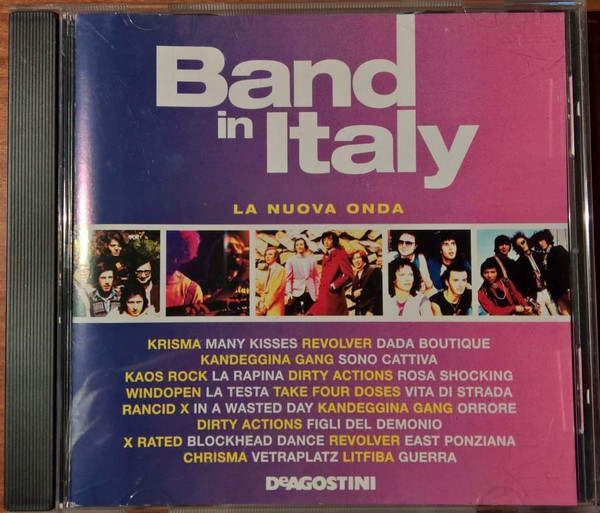 Band
in Italy
LA NUOVA ONDA
KRISMA MANY KISSES REVOLVER DADA BOUTIQUE
KANDEGGINA GANG SONO CATTIVA
KAOS ROCK LA RAPINA DIRTY ACTIONS ROSA SHOCKING
WINDOPEN LA TESTA TAKE FOUR DOSES VITA DI STRADA
RANCID X IN A WASTED DAY KANDEGGINA GANG ORRORE
DIRTY ACTIONS FIGLI DEL DEMONIO
X RATED BLOCKHEAD DANCE REVOLVER EAST PONZIANA
CHRISMA VETRAPLATZ LITFIBA GUERRA
DeAGOSTINI